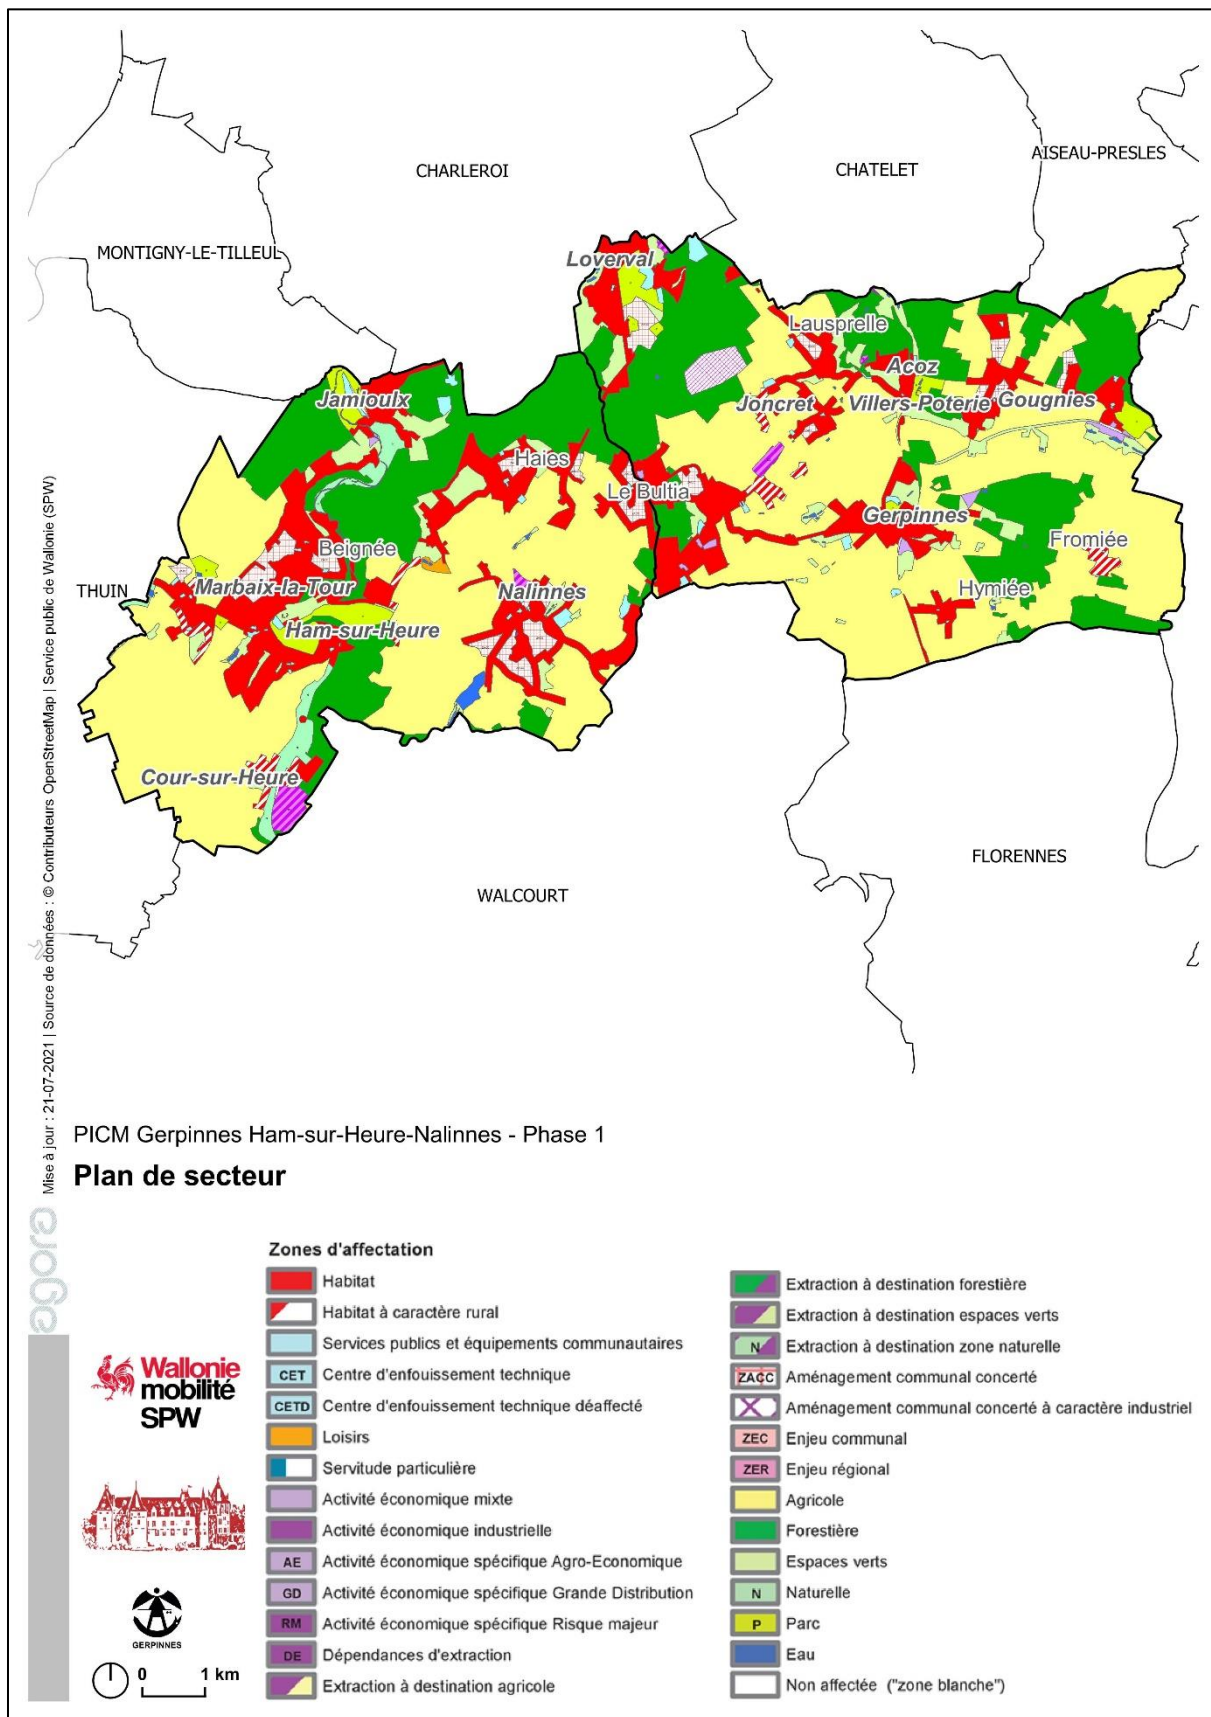 CHARLEROI
CHATELET
AISEAU-PRESLES
MONTIGNY-LE-TILLEUL
Loverval
Lausprelle
Acoz
Jamioulx
Joncret
Villers-Poterie
Gougnies
Haies
Le Bultia
Gerpinnes
Fromiée
Beignée
THUIN
Marbaix-la-Tour
Nalinnes
Hymiée
Ham-sur-Heure
Cour-sur-Heure
FLORENNES
WALCOURT
Mise à jour : 21-07-2021 | Source de données : © Contributeurs OpenStreetMap | Service public de Wallonie (SPW)
PICM Gerpinnes Ham-sur-Heure-Nalinnes - Phase 1
Plan de secteur
Zones d'affectation
Habitat
Habitat à caractère rural
Services publics et équipements communautaires
CET Centre d'enfouissement technique
CETD Centre d'enfouissement technique déaffecté
Loisirs
Servitude particulière
Activité économique mixte
Activité économique industrielle
AE Activité économique spécifique Agro-Economique
GD Activité économique spécifique Grande Distribution
RM Activité économique spécifique Risque majeur
DE Dépendances d'extraction
Extraction à destination agricole
Extraction à destination forestière
Extraction à destination espaces verts
N Extraction à destination zone naturelle
ZACC Aménagement communal concerté
Aménagement communal concerté à caractère industriel
ZEC Enjeu communal
ZER Enjeu régional
Agricole
Forestière
Espaces verts
N Naturelle
P Parc
Eau
Non affectée ("zone blanche")
Wallonie
mobilité
SPW
GERPINNES
0 1 km